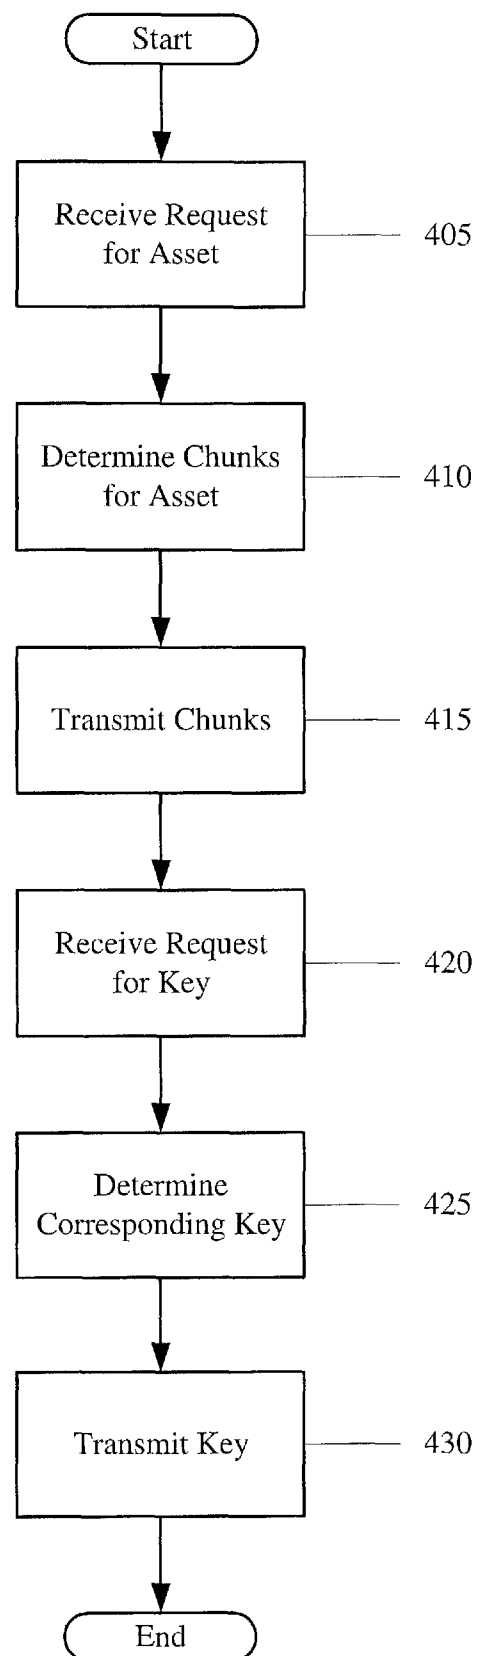 Start
Receive Request
for Asset
405
Determine Chunks
for Asset
410
Transmit Chunks
415
Receive Request
for Key
420
Determine
Corresponding Key
425
Transmit Key
430
End